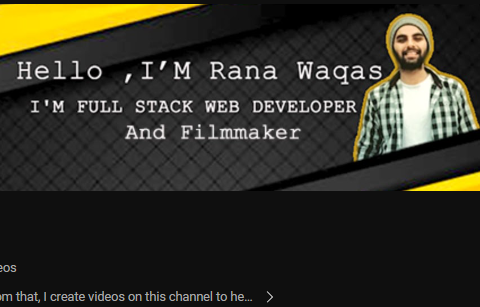 Hello ,I’M Rana Waqas
I'M FULL STACK WEB DEVELOPER
And Filmmaker
eos
om that, I create videos on this channel to he...